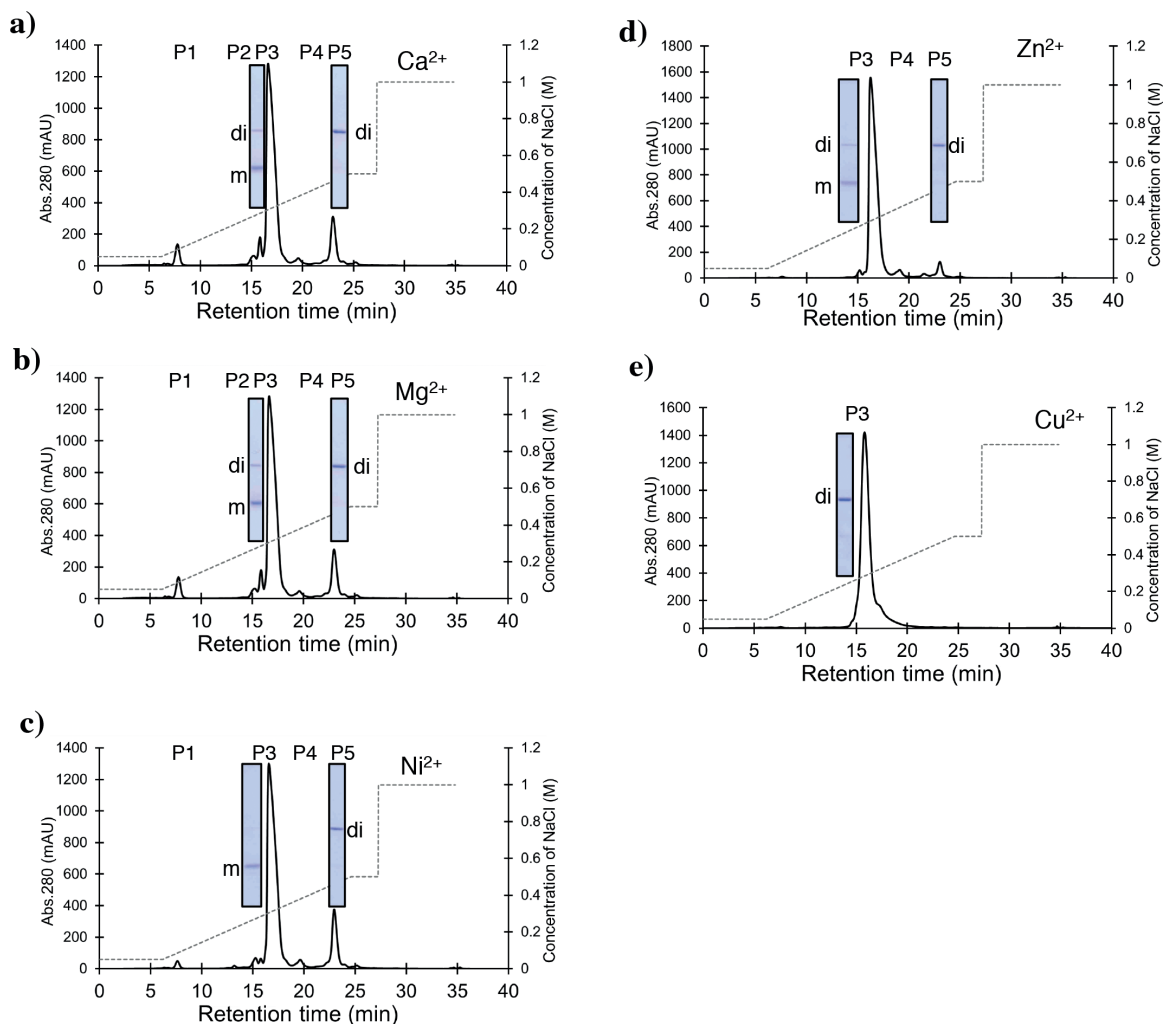 a)
P1 P2 P3 P4 P5
Ca²⁺
1400 1200 1000 800 600 400 200 0
Abs.280 (mAU)
di m di
1.2 1 0.8 0.6 0.4 0.2 0
Concentration of NaCl (M)
0 5 10 15 20 25 30 35 40
Retention time (min)
b)
P1 P2 P3 P4 P5
Mg²⁺
1400 1200 1000 800 600 400 200 0
Abs.280 (mAU)
di m di
1.2 1 0.8 0.6 0.4 0.2 0
Concentration of NaCl (M)
0 5 10 15 20 25 30 35 40
Retention time (min)
c)
P1 P3 P4 P5
Ni²⁺
1400 1200 1000 800 600 400 200 0
Abs.280 (mAU)
m di
1.2 1 0.8 0.6 0.4 0.2 0
Concentration of NaCl (M)
0 5 10 15 20 25 30 35 40
Retention time (min)
d)
P3 P4 P5
Zn²⁺
1800 1600 1400 1200 1000 800 600 400 200 0
Abs.280 (mAU)
di m di
1.2 1 0.8 0.6 0.4 0.2 0
Concentration of NaCl (M)
0 5 10 15 20 25 30 35 40
Retention time (min)
e)
P3
Cu²⁺
1600 1400 1200 1000 800 600 400 200 0
Abs.280 (mAU)
di
1.2 1 0.8 0.6 0.4 0.2 0
Concentration of NaCl (M)
0 5 10 15 20 25 30 35 40
Retention time (min)